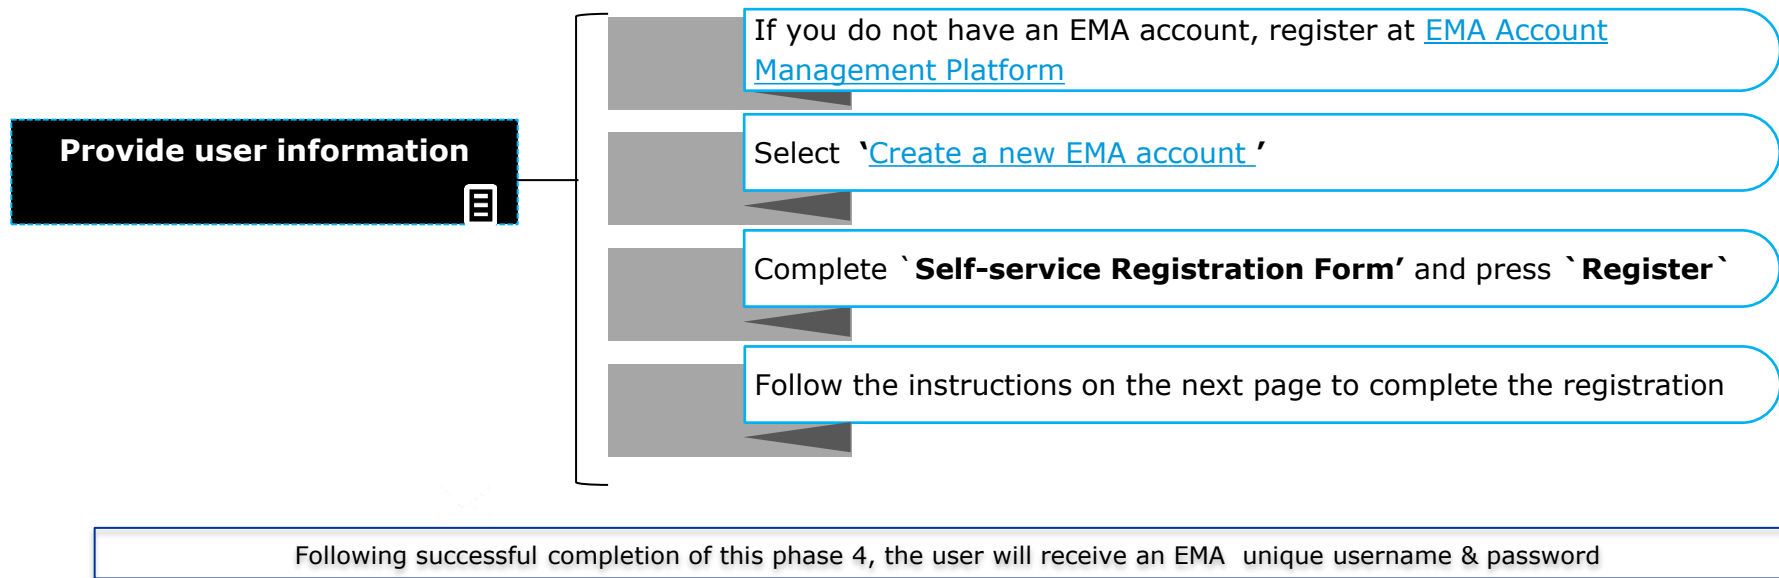 If you do not have an EMA account, register at EMA Account
Management Platform
Provide user information
Select ‘Create a new EMA account ’
Complete `Self-service Registration Form’ and press `Register`
Follow the instructions on the next page to complete the registration
Following successful completion of this phase 4, the user will receive an EMA  unique username & password